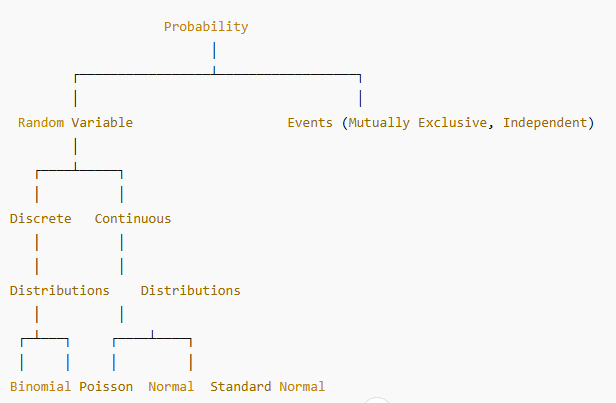 Probability
Random Variable Events (Mutually Exclusive, Independent)
Discrete Continuous
Distributions Distributions
Binomial Poisson Normal Standard Normal